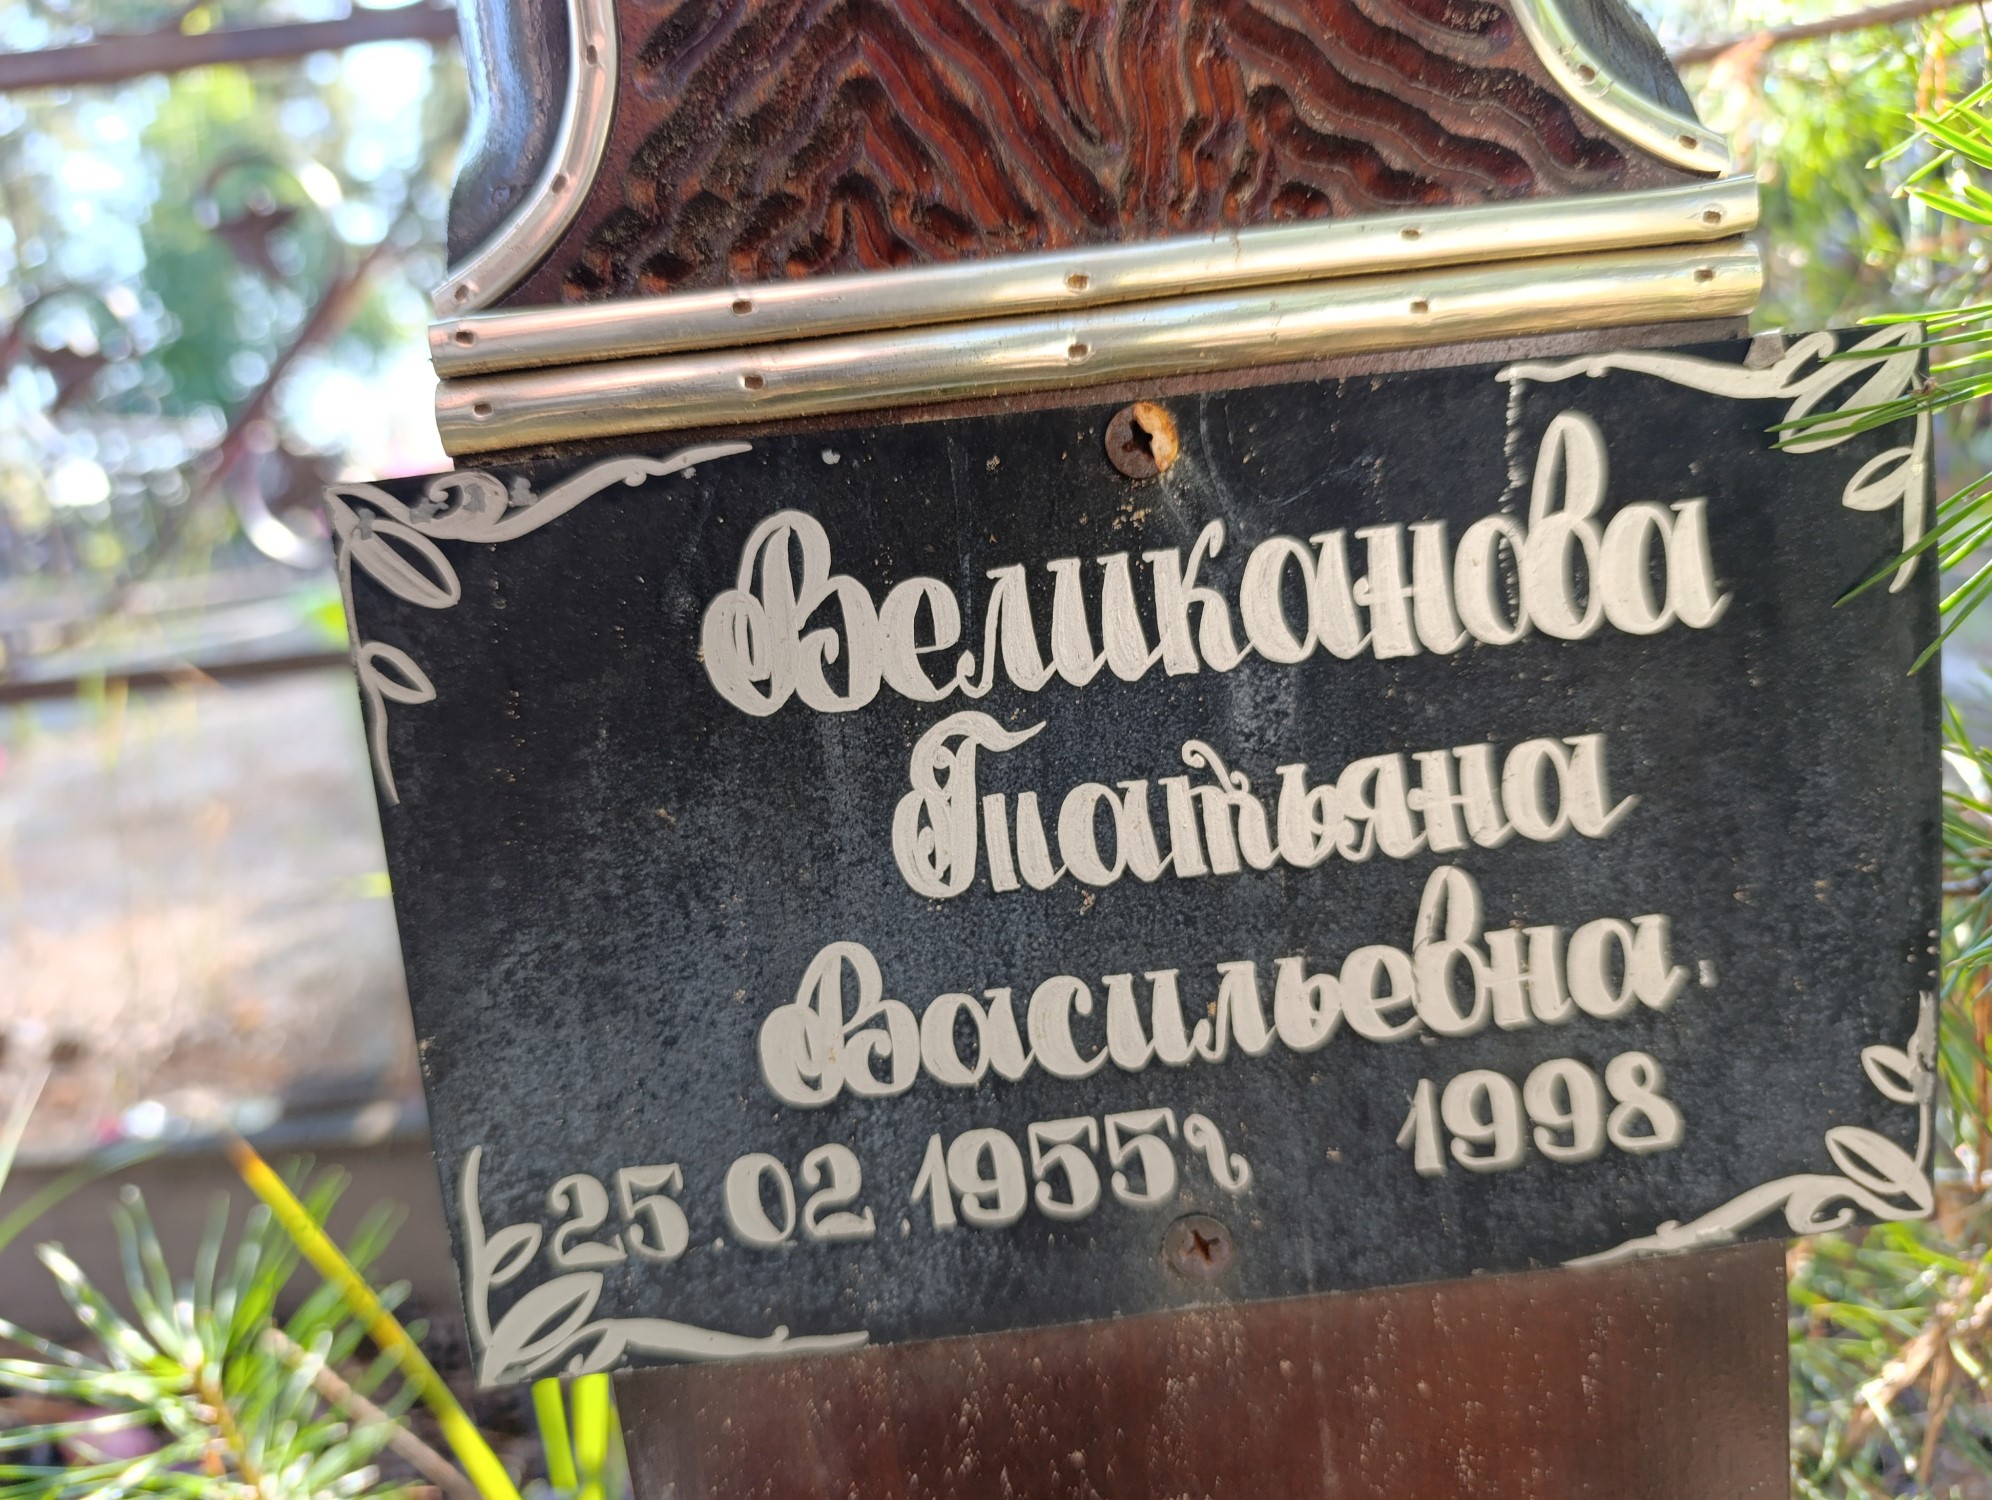 Великанова
Татьяна
Васильевна
25.02.1955г 1998